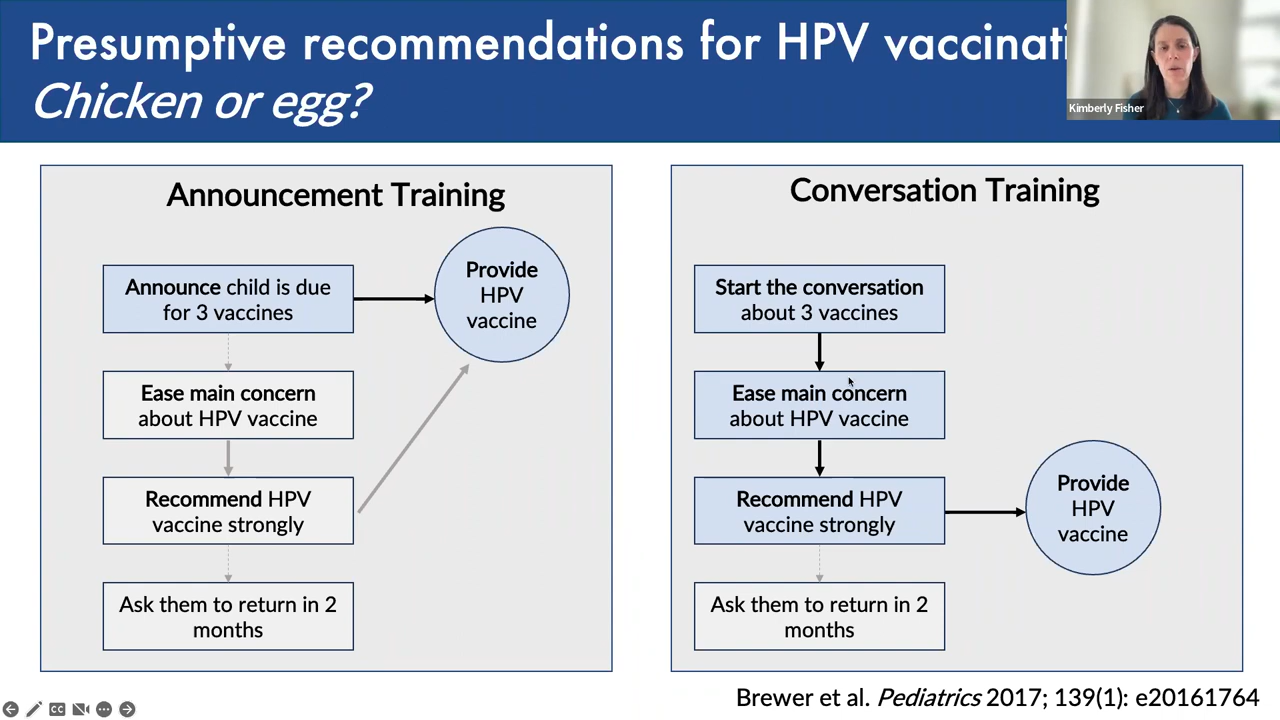 Presumptive recommendations for HPV
Chicken or egg?
Kimberly Fisher
Announcement Training
Announce child is due
for 3 vaccines
Provide
HPV
vaccine
Ease main concern
about HPV vaccine
Recommend HPV
vaccine strongly
Ask them to return in 2
months
Conversation Training
Start the conversation
about 3 vaccines
Ease main concern
about HPV vaccine
Recommend HPV
vaccine strongly
Provide
HPV
vaccine
Ask them to return in 2
months
Brewer et al. Pediatrics 2017; 139(1): e20161764
CC